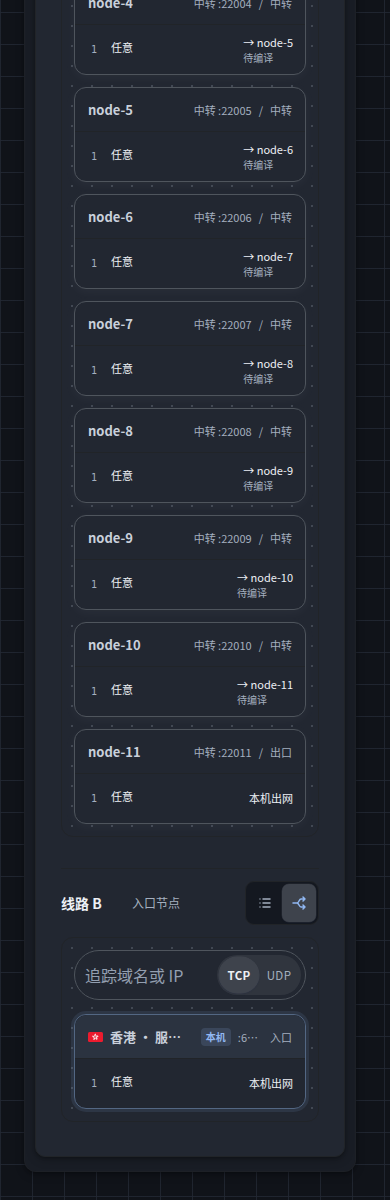 node-4 中转 :22004 / 中转
1 任意 → node-5
待编译
node-5 中转 :22005 / 中转
1 任意 → node-6
待编译
node-6 中转 :22006 / 中转
1 任意 → node-7
待编译
node-7 中转 :22007 / 中转
1 任意 → node-8
待编译
node-8 中转 :22008 / 中转
1 任意 → node-9
待编译
node-9 中转 :22009 / 中转
1 任意 → node-10
待编译
node-10 中转 :22010 / 中转
1 任意 → node-11
待编译
node-11 中转 :22011 / 出口
1 任意 本机出网
线路 B 入口节点
追踪域名或 IP TCP UDP
香港 · 服… 本机 :6… 入口
1 任意 本机出网